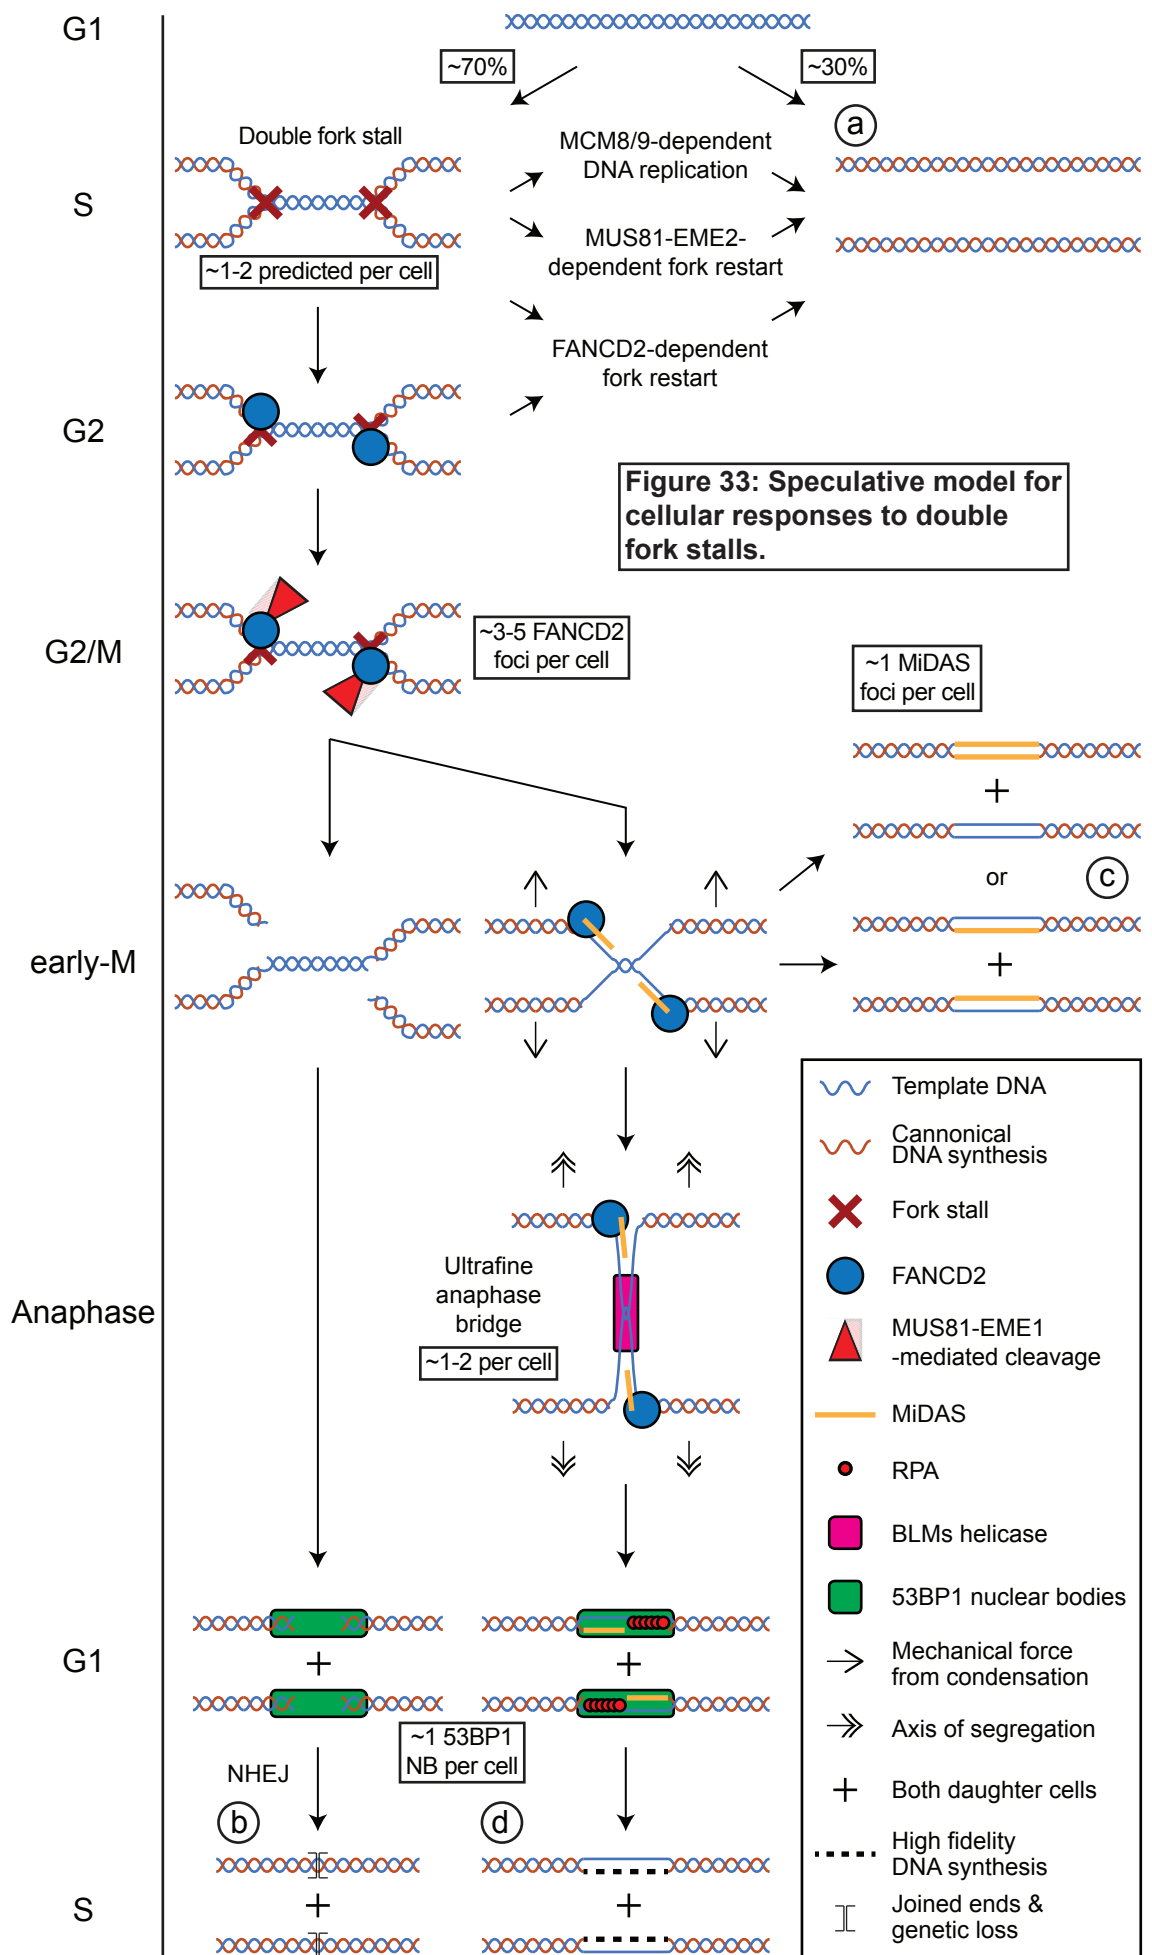 G1
~70%
~30%
a
Double fork stall
MCM8/9-dependent
DNA replication
S
MUS81-EME2-
dependent fork restart
~1-2 predicted per cell
FANCD2-dependent
fork restart
G2
Figure 33: Speculative model for
cellular responses to double
fork stalls.
G2/M
~3-5 FANCD2
foci per cell
~1 MiDAS
foci per cell
+
or
c
early-M
+
Template DNA
Cannonical
DNA synthesis
Fork stall
FANCD2
MUS81-EME1
-mediated cleavage
MiDAS
RPA
BLMs helicase
53BP1 nuclear bodies
Mechanical force
from condensation
Axis of segregation
+ Both daughter cells
High fidelity
DNA synthesis
Joined ends &
genetic loss
Anaphase
Ultrafine
anaphase
bridge
~1-2 per cell
G1
+
+
~1 53BP1
NB per cell
NHEJ
b
d
S
+
+